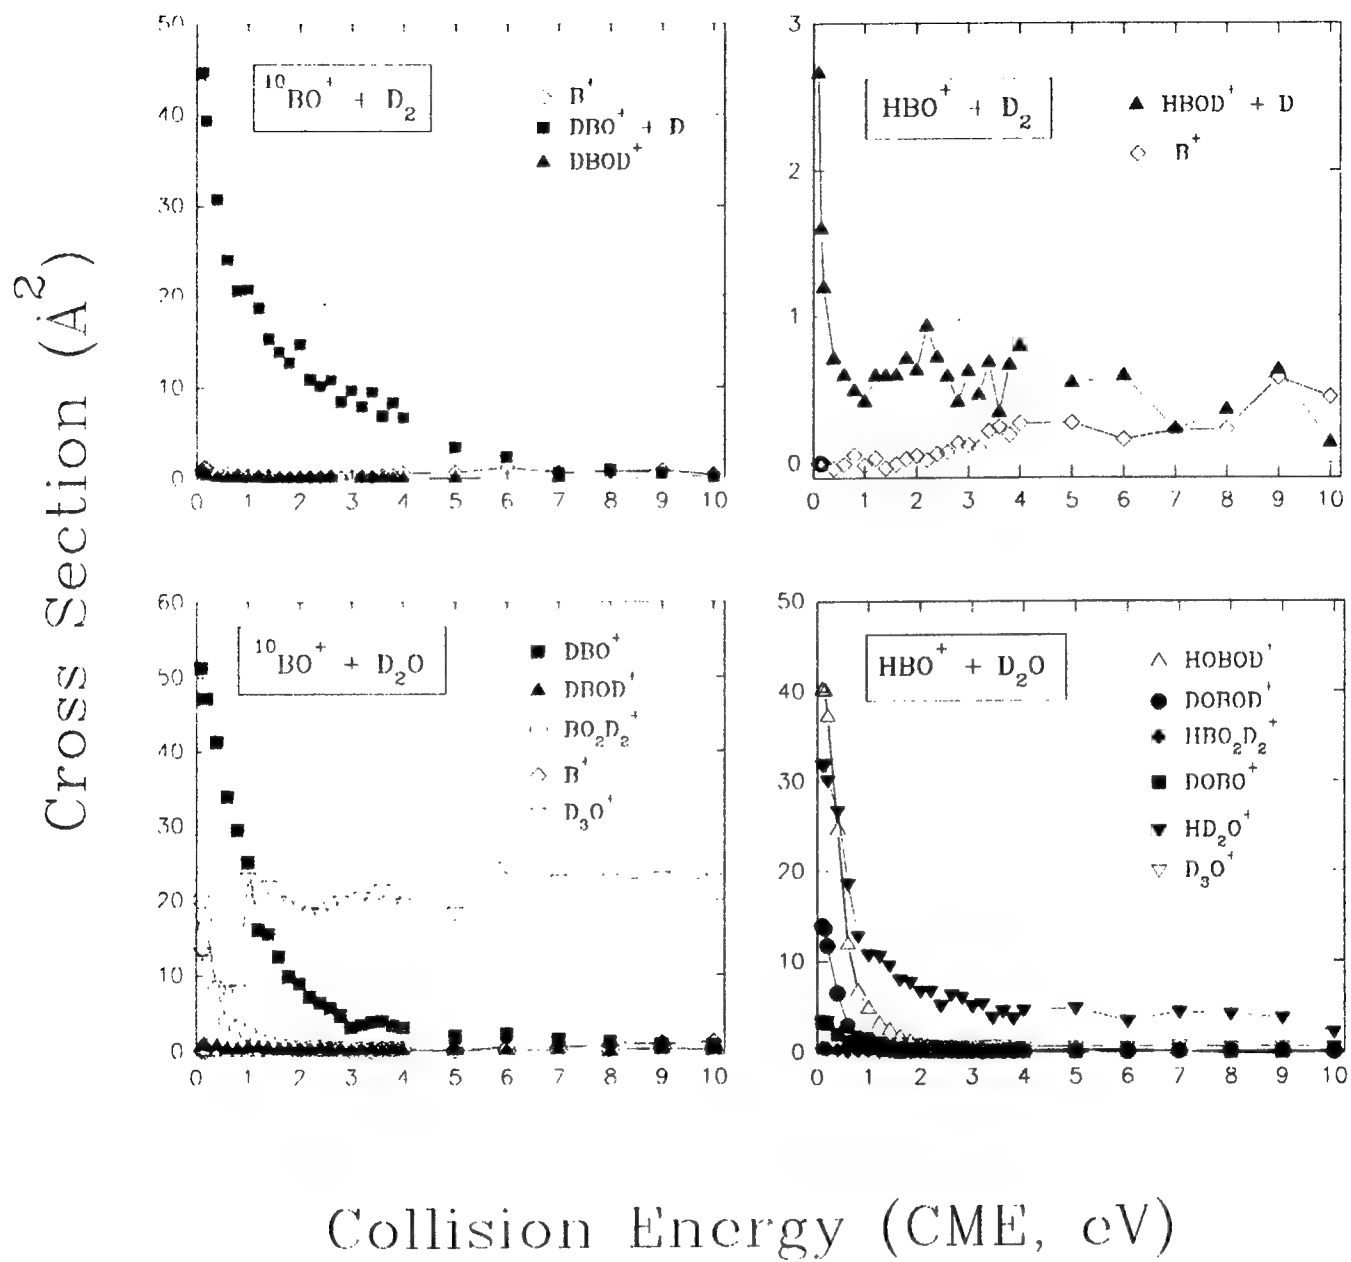 Cross Section (Å²)
50
40
30
20
10
0
0 1 2 3 4 5 6 7 8 9 10
¹⁰BO⁺ + D₂
B⁺
DBO⁺ + D
DBOD⁺
3
2
1
0
0 1 2 3 4 5 6 7 8 9 10
HBO⁺ + D₂
HBOD⁺ + D
B⁺
60
50
40
30
20
10
0
0 1 2 3 4 5 6 7 8 9 10
¹⁰BO⁺ + D₂O
DBO⁺
DBOD⁺
BO₂D₂⁺
B⁺
D₃O⁺
50
40
30
20
10
0
0 1 2 3 4 5 6 7 8 9 10
HBO⁺ + D₂O
HOBOD⁺
DOBOD⁺
HBO₂D₂⁺
DOBO⁺
HD₂O⁺
D₃O⁺
Collision Energy (CME, eV)